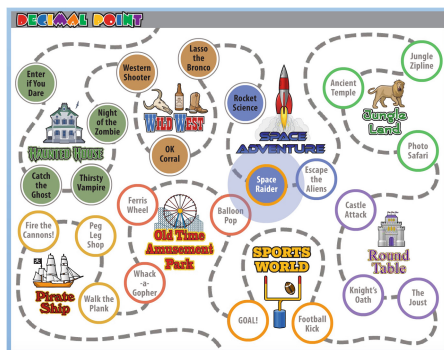 DECIMAL POINT
Lasso
the
Bronco
Western
Shooter
Jungle
Zipline
Enter
if You
Dare
Rocket
Science
Ancient
Temple
Night of
the
Zombie
WILD WEST
SPACE
ADVENTURE
Jungle
Land
HAUNTED HOUSE
OK
Corral
Photo
Safari
Catch
the
Ghost
Thirsty
Vampire
Space
Raider
Escape
the
Aliens
Ferris
Wheel
Balloon
Pop
Castle
Attack
Fire the
Cannons!
Peg
Leg
Shop
Old Time
Amusement
Park
SPORTS
WORLD
Round
Table
Whack
-a-
Gopher
Pirate
Ship
Walk the
Plank
Knight's
Oath
The
Joust
GOAL!
Football
Kick